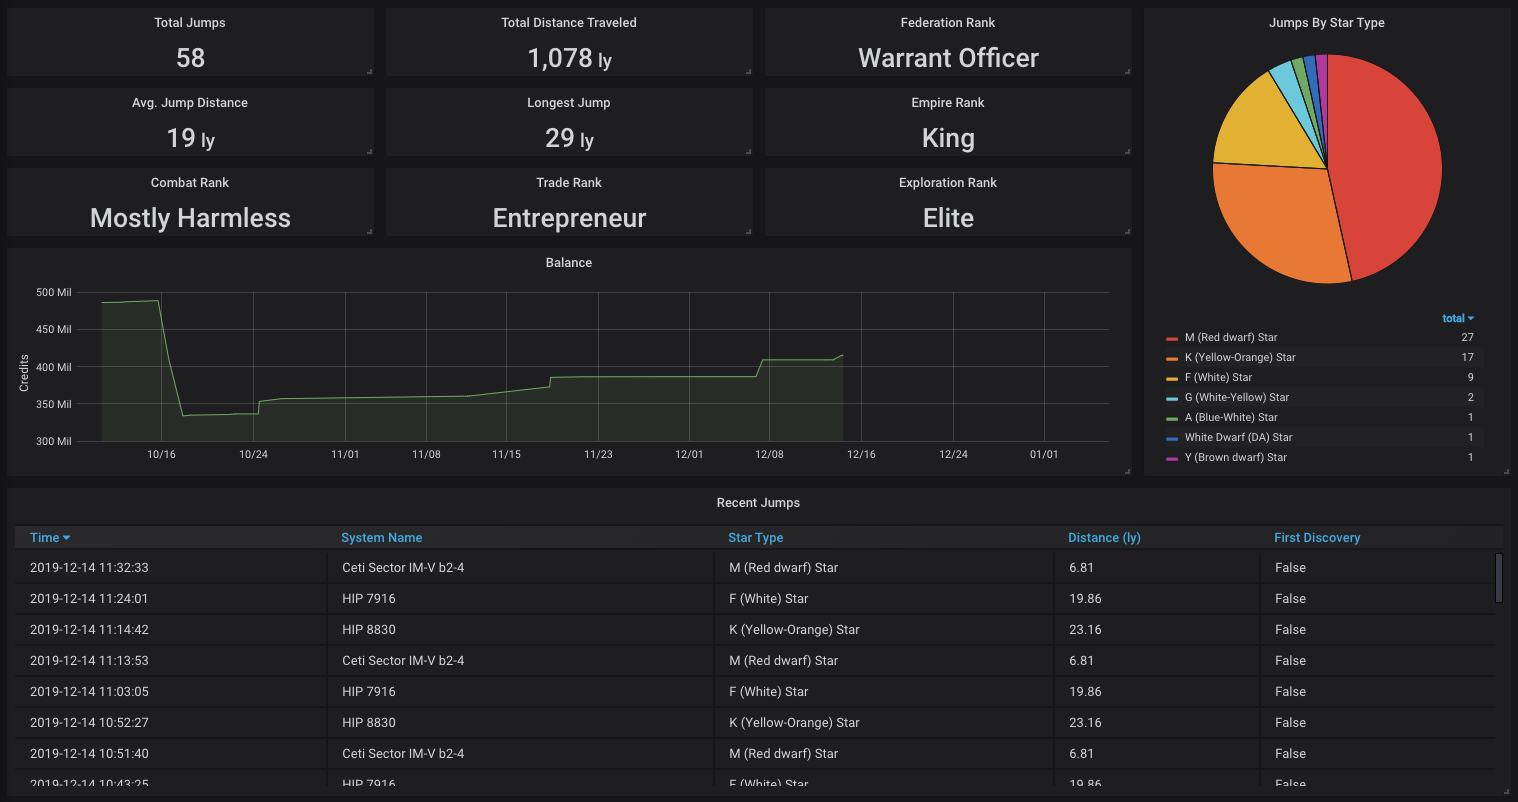 Total Jumps
58
Total Distance Traveled
1,078 ly
Federation Rank
Warrant Officer
Avg. Jump Distance
19 ly
Longest Jump
29 ly
Empire Rank
King
Combat Rank
Mostly Harmless
Trade Rank
Entrepreneur
Exploration Rank
Elite
Jumps By Star Type
total
M (Red dwarf) Star 27
K (Yellow-Orange) Star 17
F (White) Star 9
G (White-Yellow) Star 2
A (Blue-White) Star 1
White Dwarf (DA) Star 1
Y (Brown dwarf) Star 1
Balance
Credits
500 Mil
450 Mil
400 Mil
350 Mil
300 Mil
10/16 10/24 11/01 11/08 11/15 11/23 12/01 12/08 12/16 12/24 01/01
Recent Jumps
Time System Name Star Type Distance (ly) First Discovery
2019-12-14 11:32:33 Ceti Sector IM-V b2-4 M (Red dwarf) Star 6.81 False
2019-12-14 11:24:01 HIP 7916 F (White) Star 19.86 False
2019-12-14 11:14:42 HIP 8830 K (Yellow-Orange) Star 23.16 False
2019-12-14 11:13:53 Ceti Sector IM-V b2-4 M (Red dwarf) Star 6.81 False
2019-12-14 11:03:05 HIP 7916 F (White) Star 19.86 False
2019-12-14 10:52:27 HIP 8830 K (Yellow-Orange) Star 23.16 False
2019-12-14 10:51:40 Ceti Sector IM-V b2-4 M (Red dwarf) Star 6.81 False
2019-12-14 10:43:25 HIP 7916 F (White) Star 19.86 False